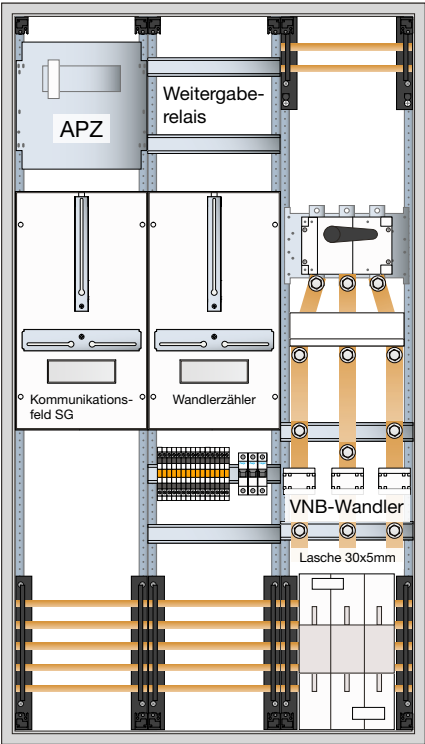 APZ
Weitergabe-
relais
Kommunikations-
feld SG
Wandlerzähler
VNB-Wandler
Lasche 30x5mm